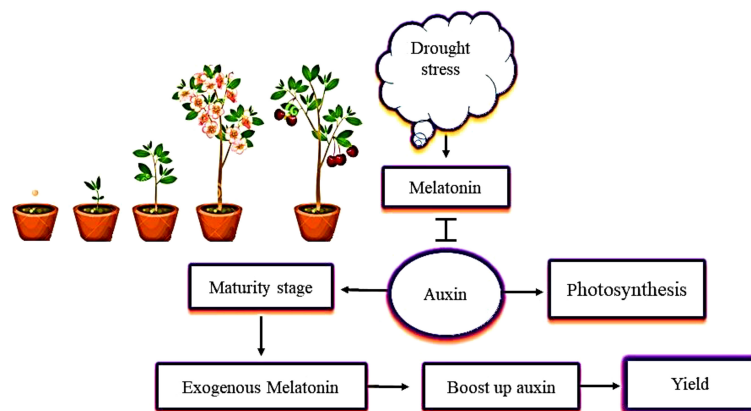 Drought
stress
Melatonin
Auxin
Maturity stage
Photosynthesis
Exogenous Melatonin
Boost up auxin
Yield